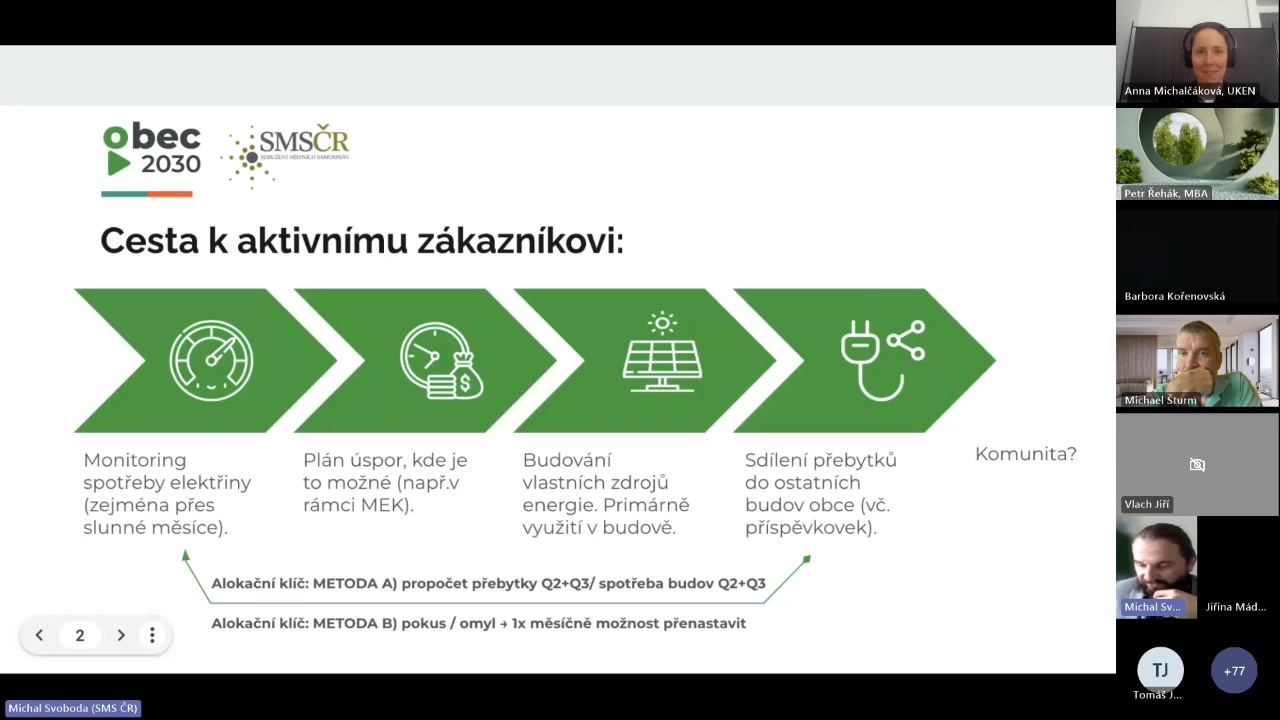 obec
2030
SMSČR
SDRUŽENÍ MÍSTNÍCH SAMOSPRÁV
Cesta k aktivnímu zákazníkovi:
$
Monitoring
spotřeby elektřiny
(zejména přes
slunné měsíce).
Plán úspor, kde je
to možné (např.v
rámci MEK).
Budování
vlastních zdrojů
energie. Primárně
využití v budově.
Sdílení přebytků
do ostatních
budov obce (vč.
příspěvkovek).
Komunita?
Alokační klíč: METODA A) propočet přebytky Q2+Q3/ spotřeba budov Q2+Q3
Alokační klíč: METODA B) pokus / omyl → 1x měsíčně možnost přenastavit
2
Michal Svoboda (SMS ČR)
Anna Michalčáková, UKEN
Petr Řehák, MBA
Barbora Kořenovská
Michael Šturm
Vlach Jiří
Michal Sv...
Jiřina Mád...
TJ
Tomáš J...
+77